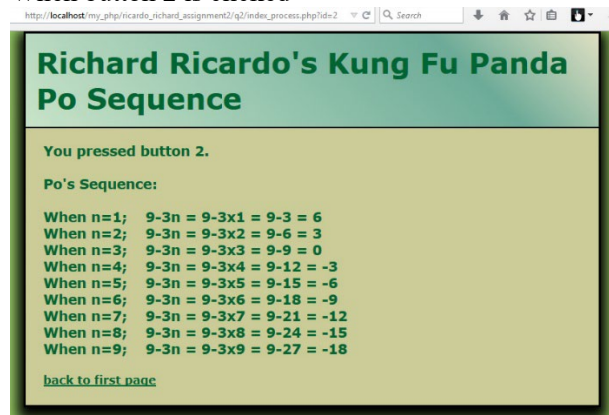 http://localhost/my_php/ricardo_richard_assignment2/q2/index_process.php?id=2 Search
Richard Ricardo's Kung Fu Panda
Po Sequence
You pressed button 2.
Po's Sequence:
When n=1; 9-3n = 9-3x1 = 9-3 = 6
When n=2; 9-3n = 9-3x2 = 9-6 = 3
When n=3; 9-3n = 9-3x3 = 9-9 = 0
When n=4; 9-3n = 9-3x4 = 9-12 = -3
When n=5; 9-3n = 9-3x5 = 9-15 = -6
When n=6; 9-3n = 9-3x6 = 9-18 = -9
When n=7; 9-3n = 9-3x7 = 9-21 = -12
When n=8; 9-3n = 9-3x8 = 9-24 = -15
When n=9; 9-3n = 9-3x9 = 9-27 = -18
back to first page